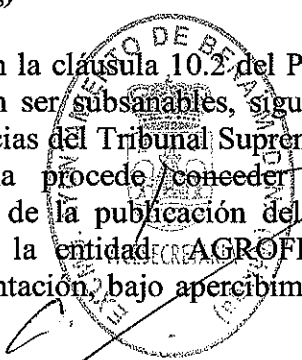 n la cláusula 10.2 del P
n ser subsanables, sigu
cias del Tribunal Supren
a procede conceder
de la publicación del
la entidad AGROFI
ntación, bajo apercibim